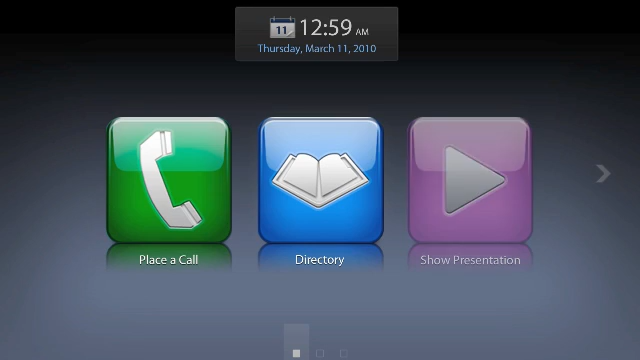 12:59 AM
11
Thursday, March 11, 2010
Place a Call
Directory
Show Presentation